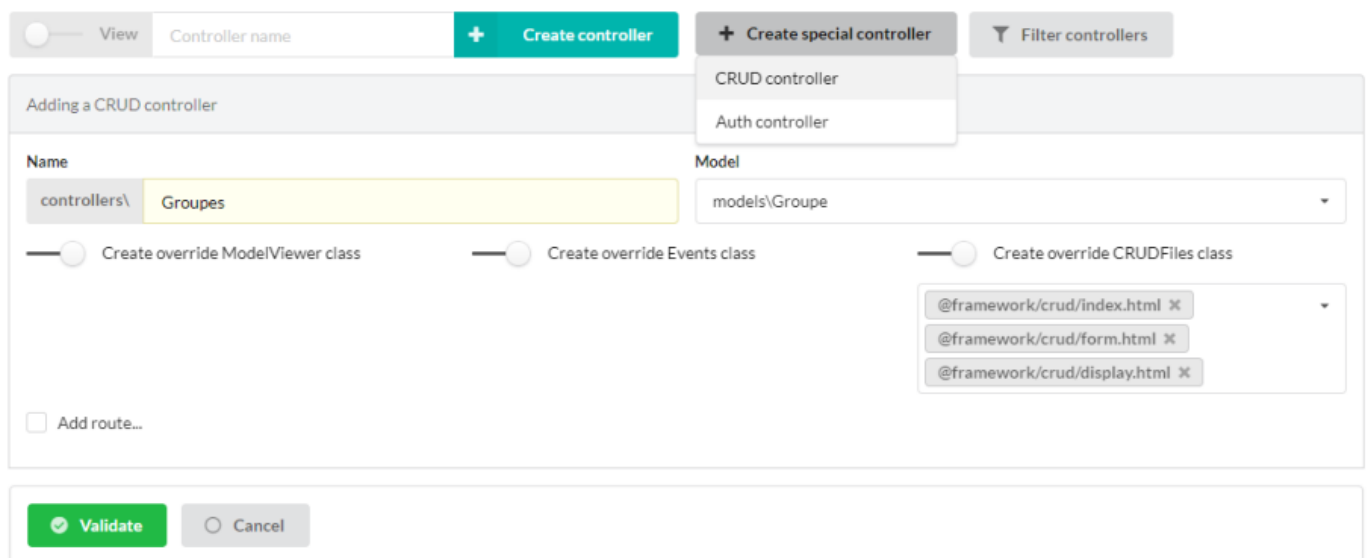 View Controller name + Create controller + Create special controller Filter controllers
CRUD controller
Adding a CRUD controller
Auth controller
Name Model
controllers\ Groupes models\Groupe
Create override ModelViewer class Create override Events class Create override CRUDFiles class
@framework/crud/index.html ×
@framework/crud/form.html ×
@framework/crud/display.html ×
Add route...
Validate Cancel